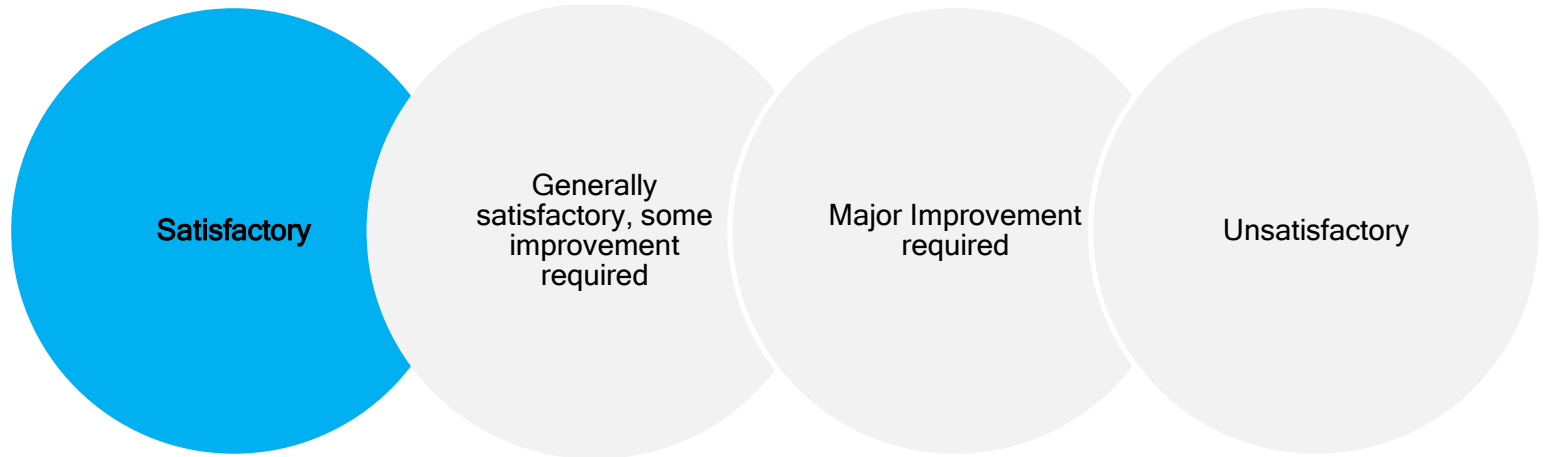 Satisfactory
Generally
satisfactory, some
improvement
required
Major Improvement
required
Unsatisfactory